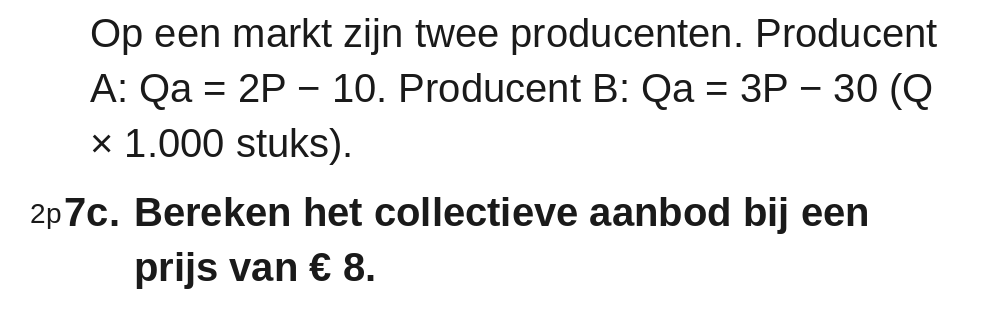 Op een markt zijn twee producenten. Producent
A: Qa = 2P − 10. Producent B: Qa = 3P − 30 (Q
× 1.000 stuks).
2p 7c. Bereken het collectieve aanbod bij een
prijs van € 8.